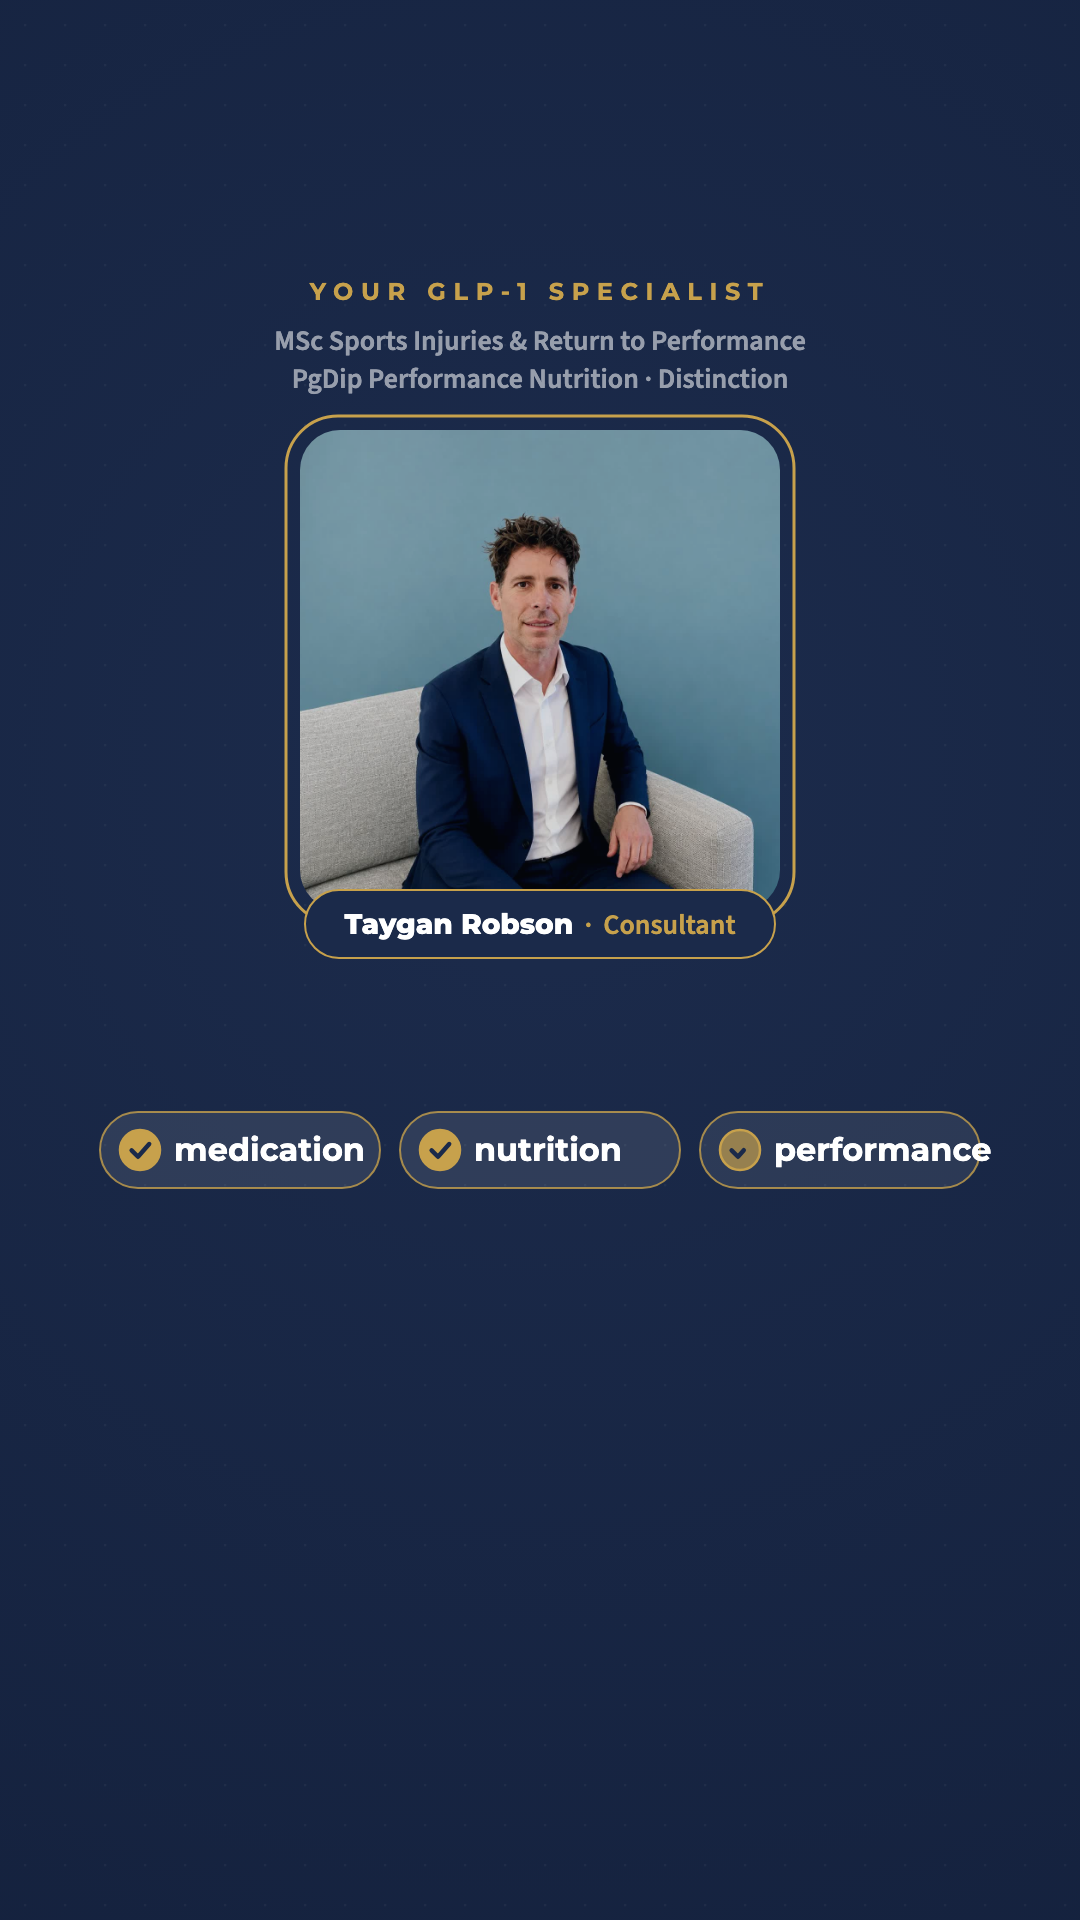 YOUR GLP-1 SPECIALIST
MSc Sports Injuries & Return to Performance
PgDip Performance Nutrition · Distinction
Taygan Robson · Consultant
medication nutrition performance